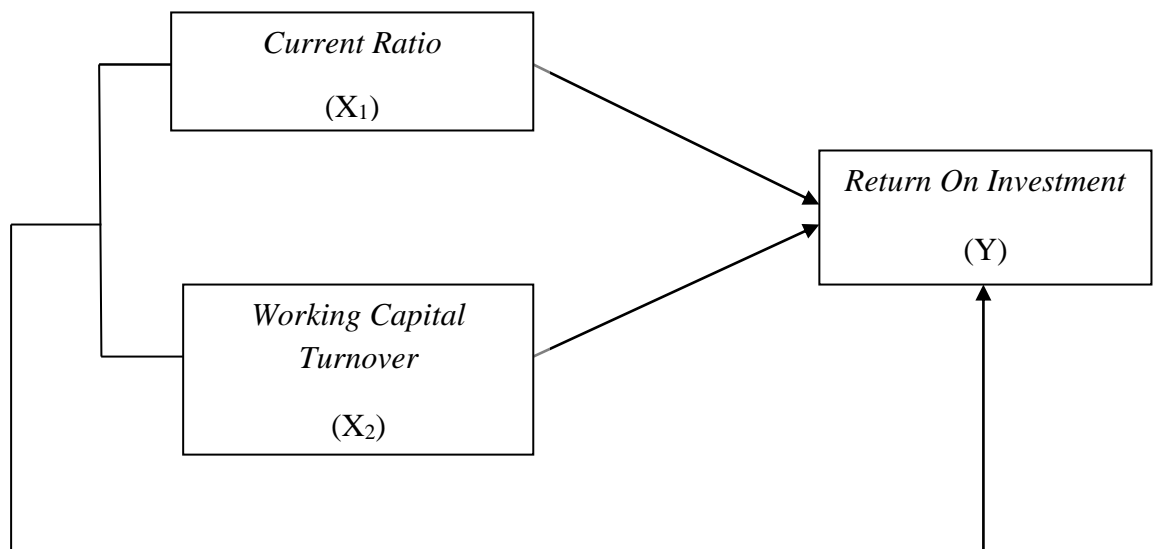 Current Ratio
(X₁)
Return On Investment
(Y)
Working Capital
Turnover
(X₂)